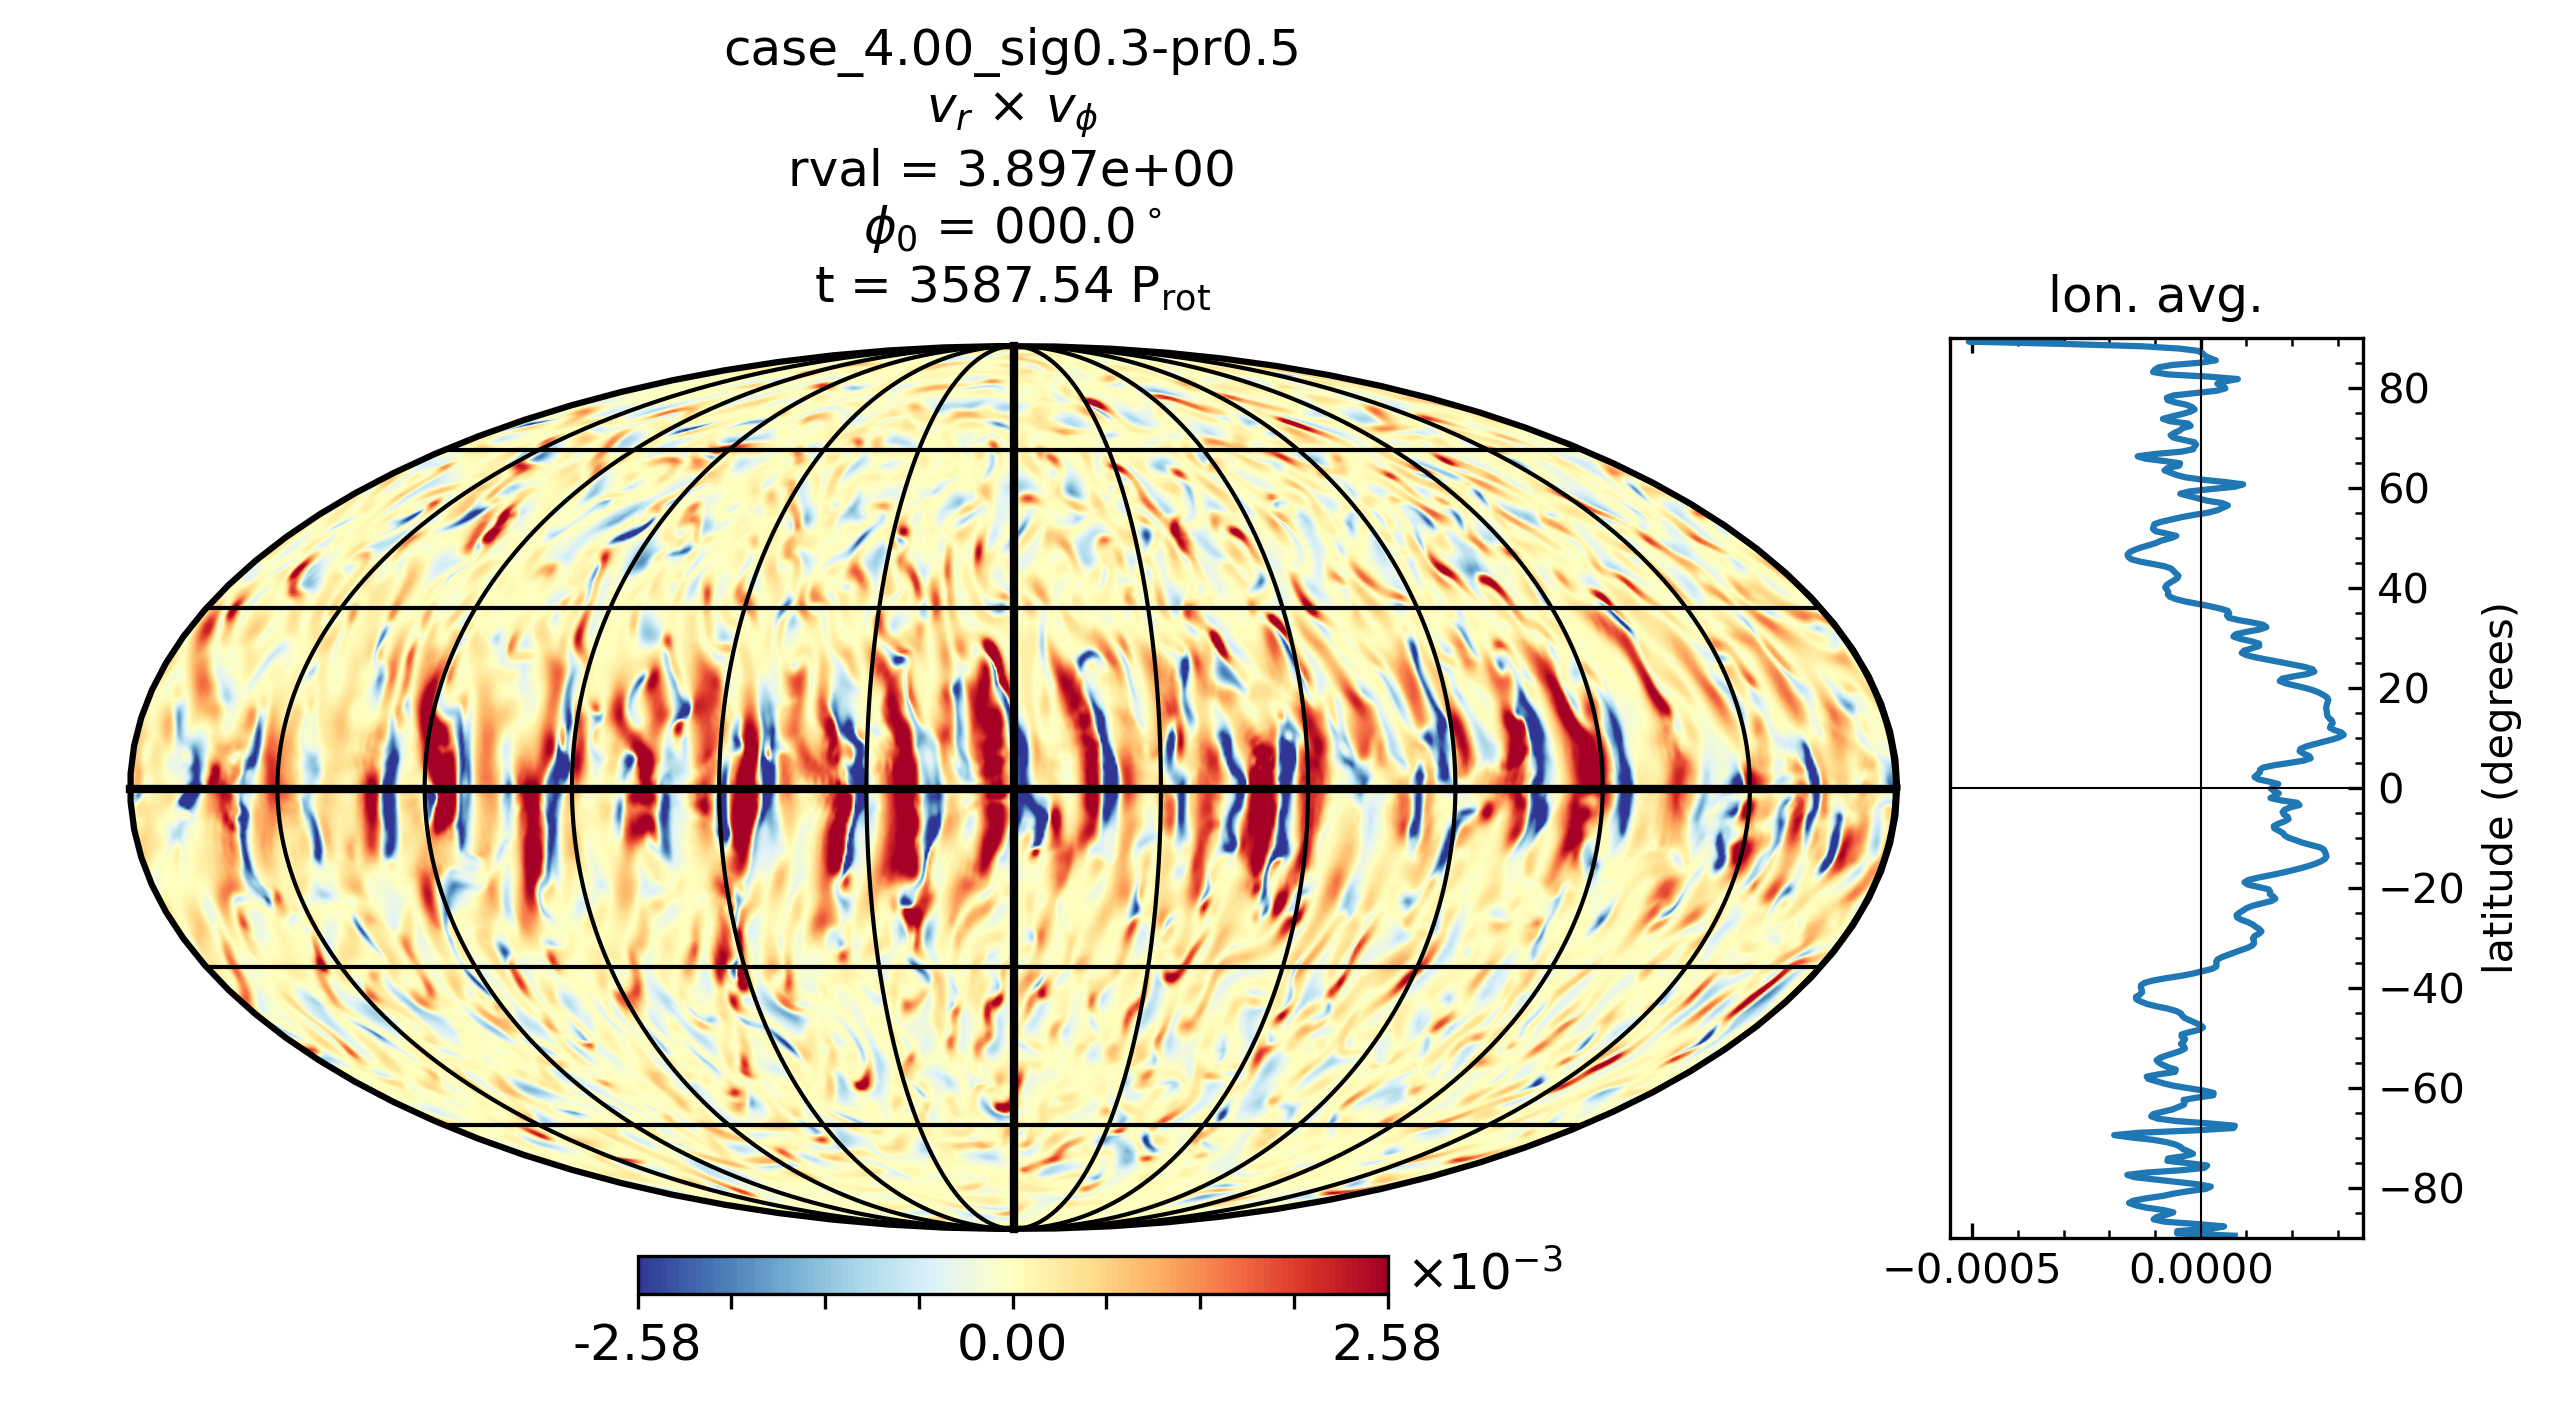 case_4.00_sig0.3-pr0.5
v_r × v_ϕ
rval = 3.897e+00
ϕ_0 = 000.0°
t = 3587.54 P_rot
lon. avg.
80
60
40
20
0
−20
−40
−60
−80
latitude (degrees)
−0.0005 0.0000
×10^−3
-2.58 0.00 2.58